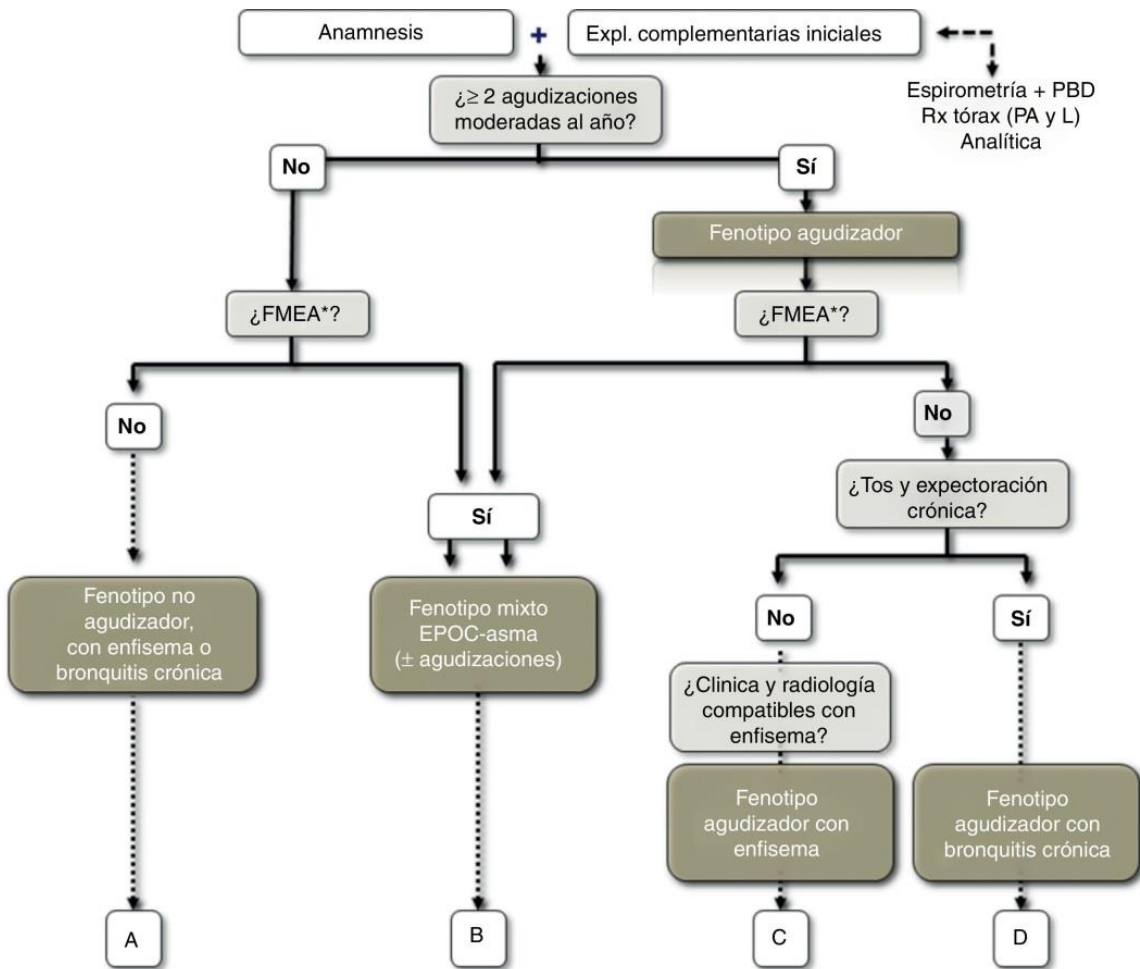 Anamnesis
+
Expl. complementarias iniciales
Espirometría + PBD
Rx tórax (PA y L)
Analítica
¿≥ 2 agudizaciones
moderadas al año?
No
Sí
Fenotipo agudizador
¿FMEA*?
¿FMEA*?
No
No
¿Tos y expectoración
crónica?
Sí
Fenotipo no
agudizador,
con enfisema o
bronquitis crónica
Fenotipo mixto
EPOC-asma
(± agudizaciones)
No
Sí
¿Clinica y radiología
compatibles con
enfisema?
Fenotipo
agudizador con
enfisema
Fenotipo
agudizador con
bronquitis crónica
A
B
C
D